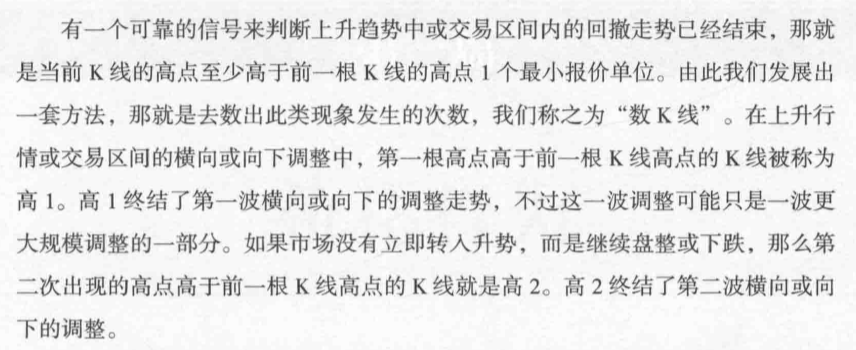 有一个可靠的信号来判断上升趋势中或交易区间内的回撤走势已经结束，那就
是当前 K 线的高点至少高于前一根 K 线的高点 1 个最小报价单位。由此我们发展出
一套方法，那就是去数出此类现象发生的次数，我们称之为“数 K 线”。在上升行
情或交易区间的横向或向下调整中，第一根高点高于前一根 K 线高点的 K 线被称为
高 1。高 1 终结了第一波横向或向下的调整走势，不过这一波调整可能只是一波更
大规模调整的一部分。如果市场没有立即转入升势，而是继续盘整或下跌，那么第
二次出现的高点高于前一根 K 线高点的 K 线就是高 2。高 2 终结了第二波横向或向
下的调整。